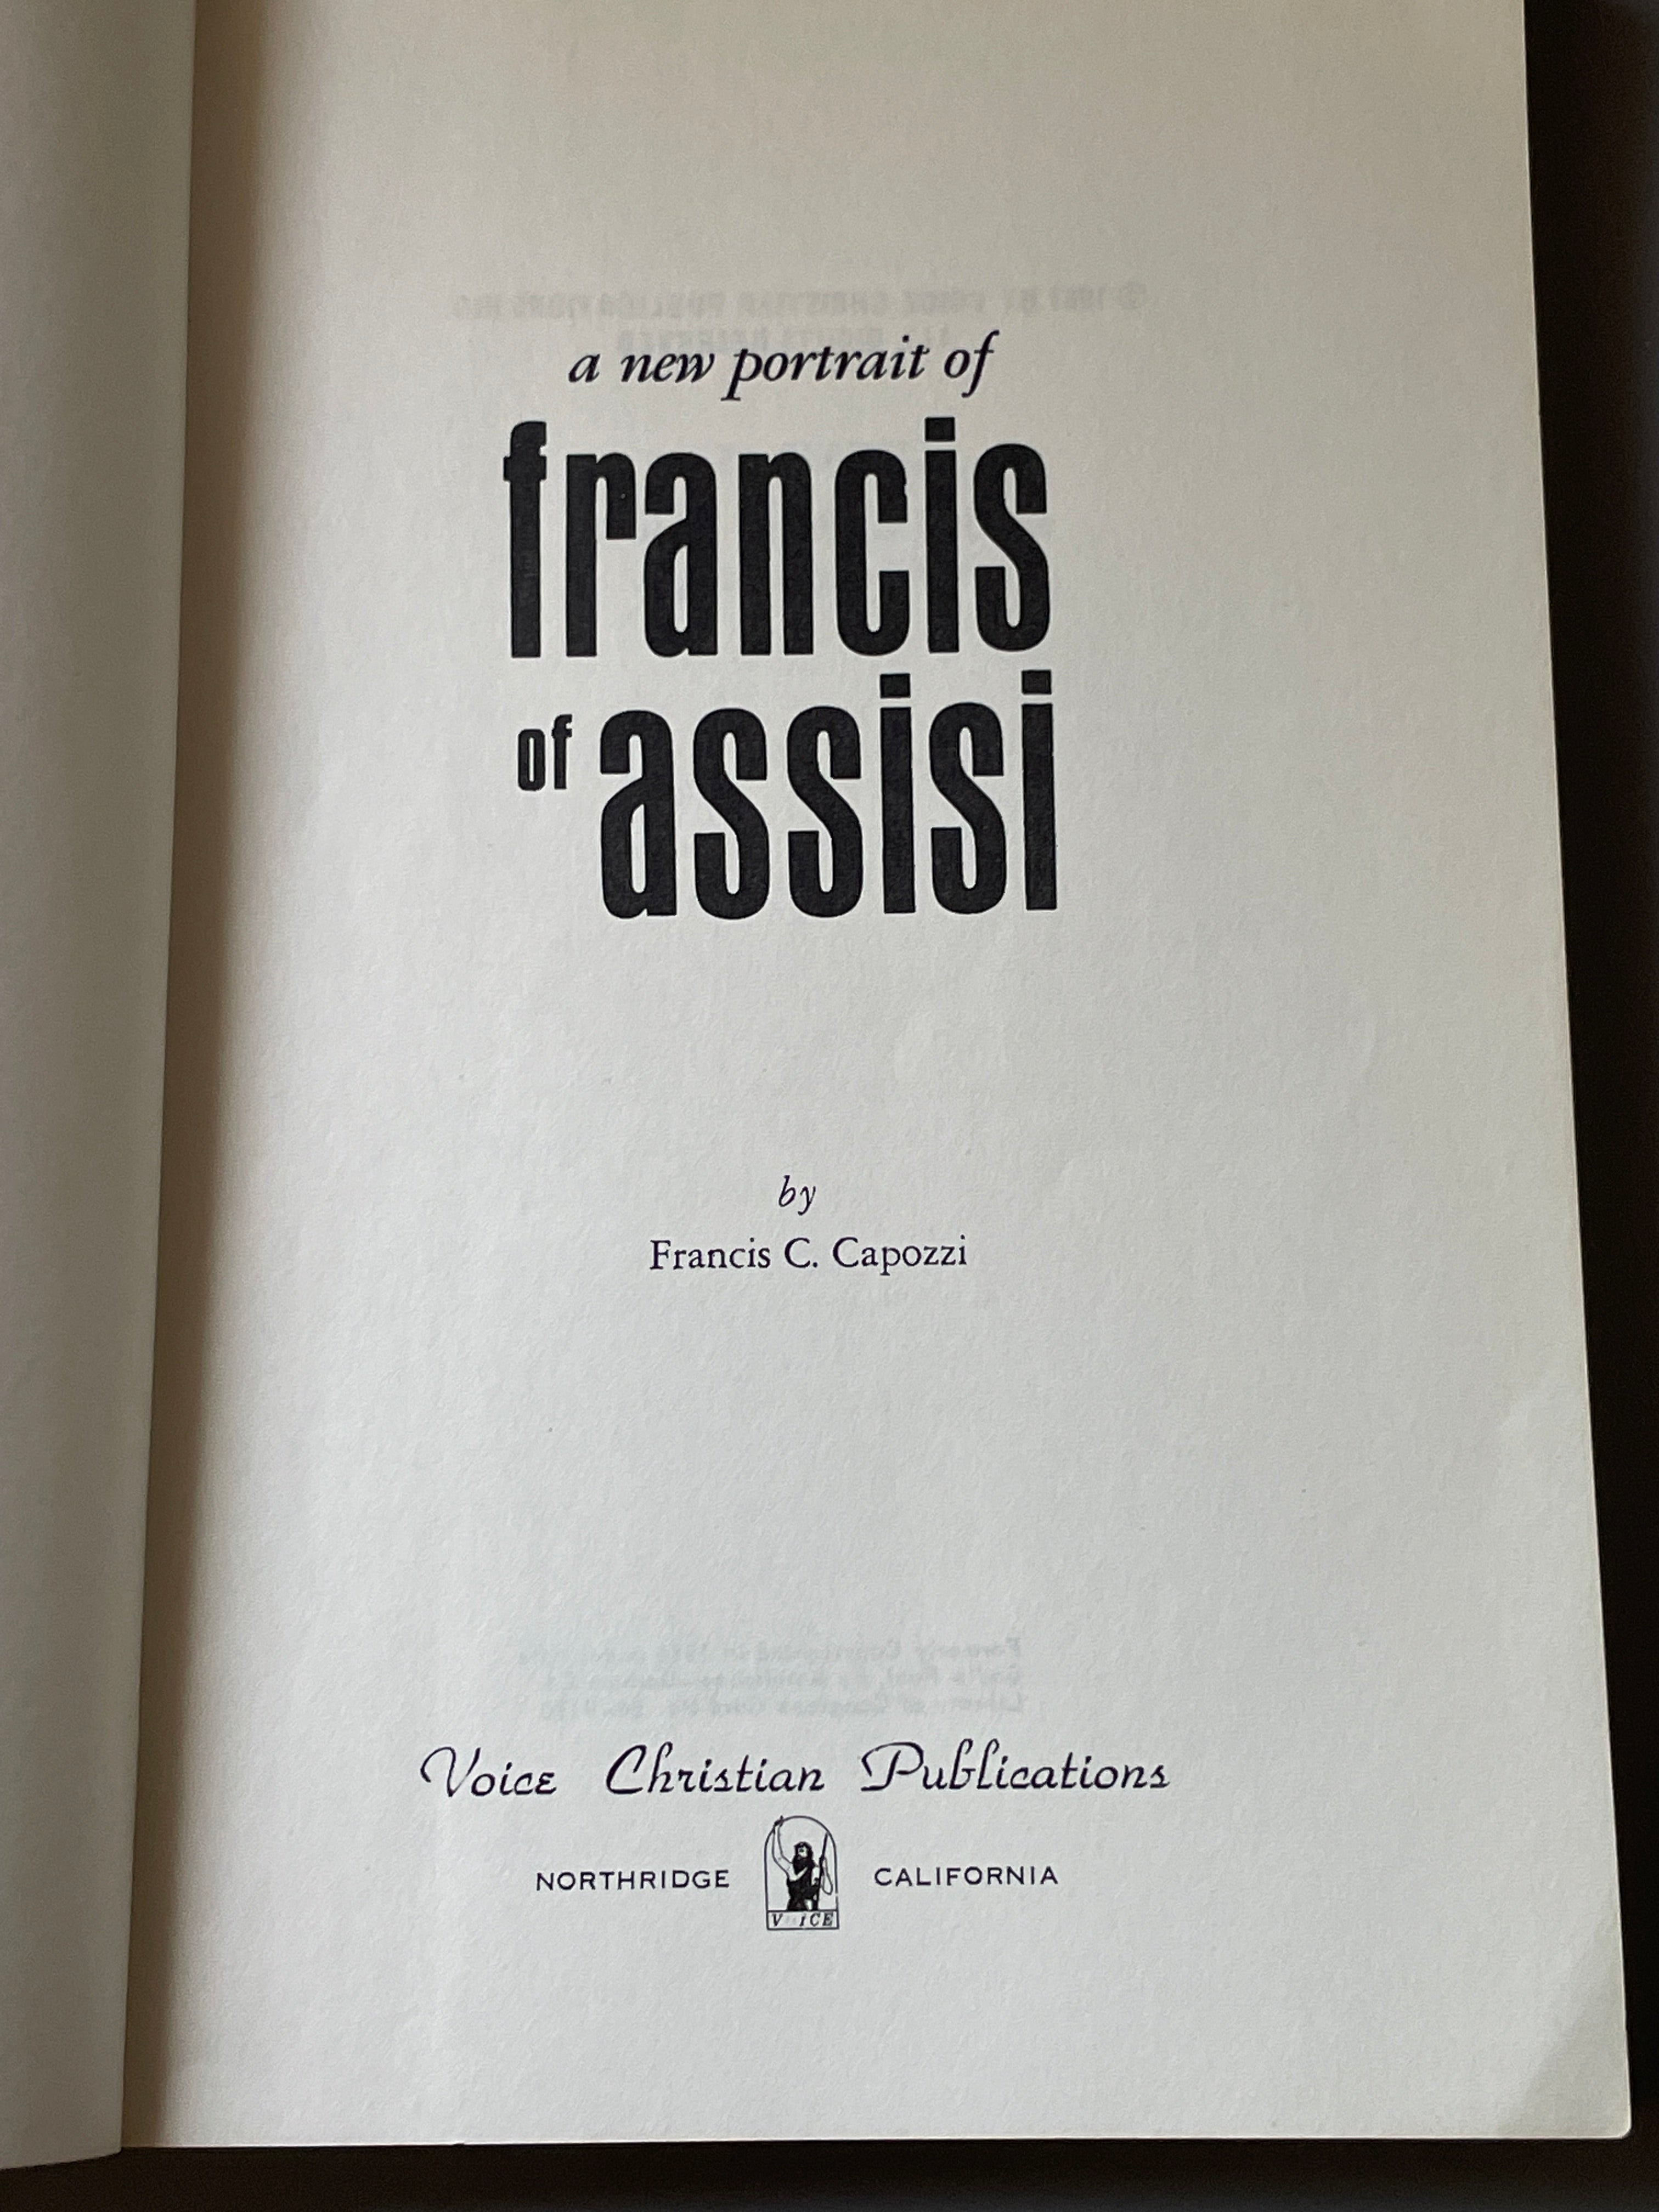 a new portrait of
francis
of assisi
by
Francis C. Capozzi
Voice Christian Publications
NORTHRIDGE CALIFORNIA